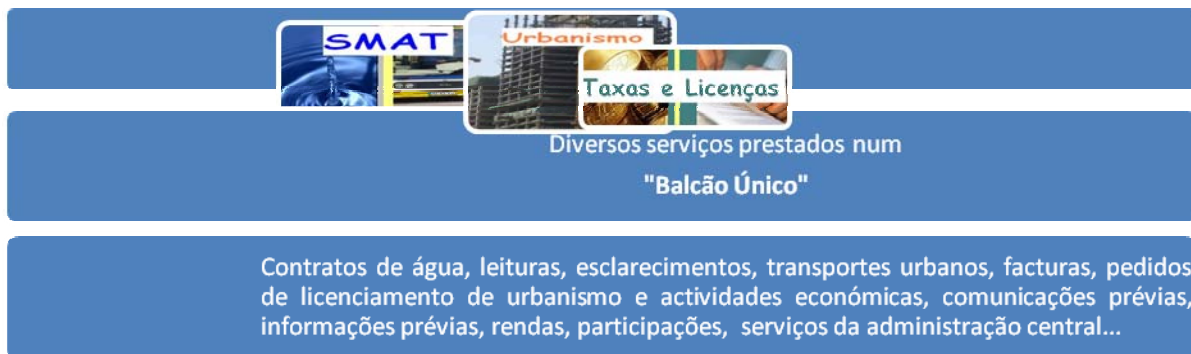 SMAT
Urbanismo
Taxas e Licenças
Diversos serviços prestados num
"Balcão Único"
Contratos de água, leituras, esclarecimentos, transportes urbanos, facturas, pedidos
de licenciamento de urbanismo e actividades económicas, comunicações prévias,
informações prévias, rendas, participações, serviços da administração central...